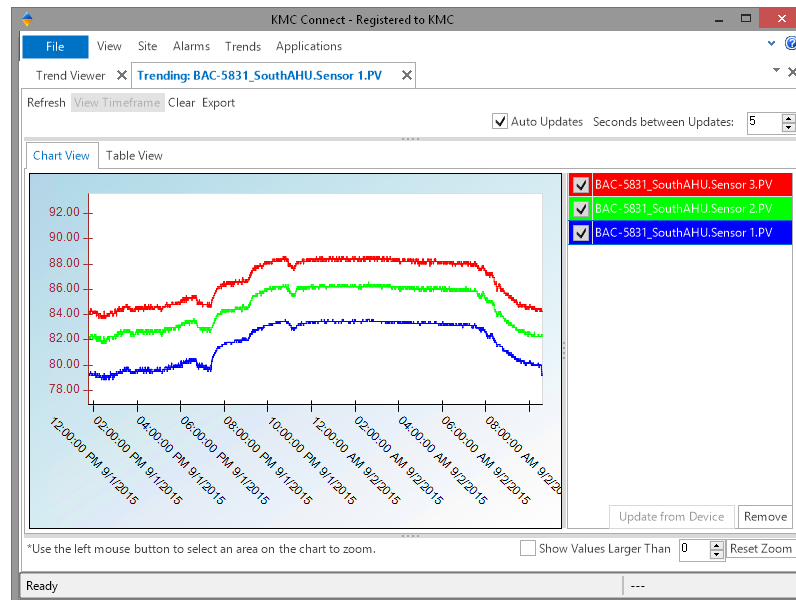 KMC Connect - Registered to KMC
File View Site Alarms Trends Applications
Trend Viewer Trending: BAC-5831_SouthAHU.Sensor 1.PV
Refresh View Timeframe Clear Export
Auto Updates Seconds between Updates: 5
Chart View Table View
BAC-5831_SouthAHU.Sensor 3.PV
BAC-5831_SouthAHU.Sensor 2.PV
BAC-5831_SouthAHU.Sensor 1.PV
92.00
90.00
88.00
86.00
84.00
82.00
80.00
78.00
12:00:00 PM 9/1/2015
02:00:00 PM 9/1/2015
04:00:00 PM 9/1/2015
06:00:00 PM 9/1/2015
08:00:00 PM 9/1/2015
10:00:00 PM 9/1/2015
12:00:00 AM 9/2/2015
02:00:00 AM 9/2/2015
04:00:00 AM 9/2/2015
06:00:00 AM 9/2/2015
08:00:00 AM 9/2/2
Update from Device Remove
*Use the left mouse button to select an area on the chart to zoom.
Show Values Larger Than 0 Reset Zoom
Ready ---